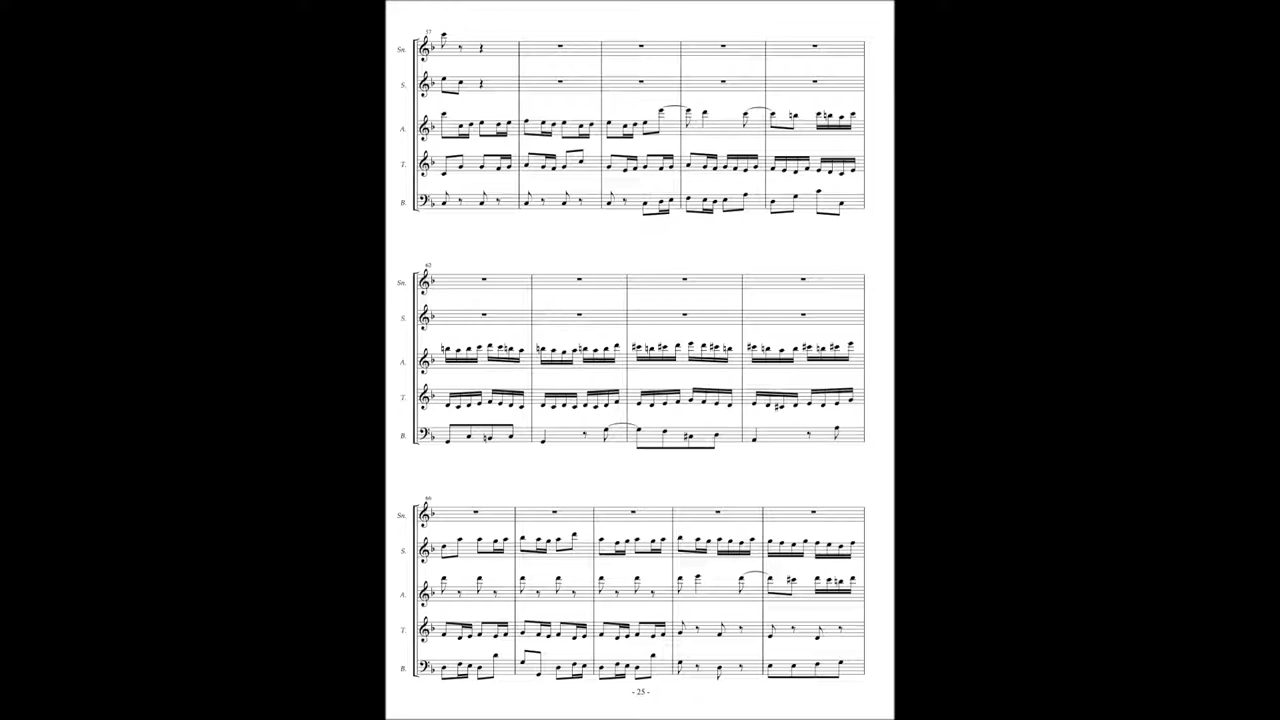 57
Sn.
S.
A.
T.
B.
62
Sn.
S.
A.
T.
B.
66
Sn.
S.
A.
T.
B.
- 25 -